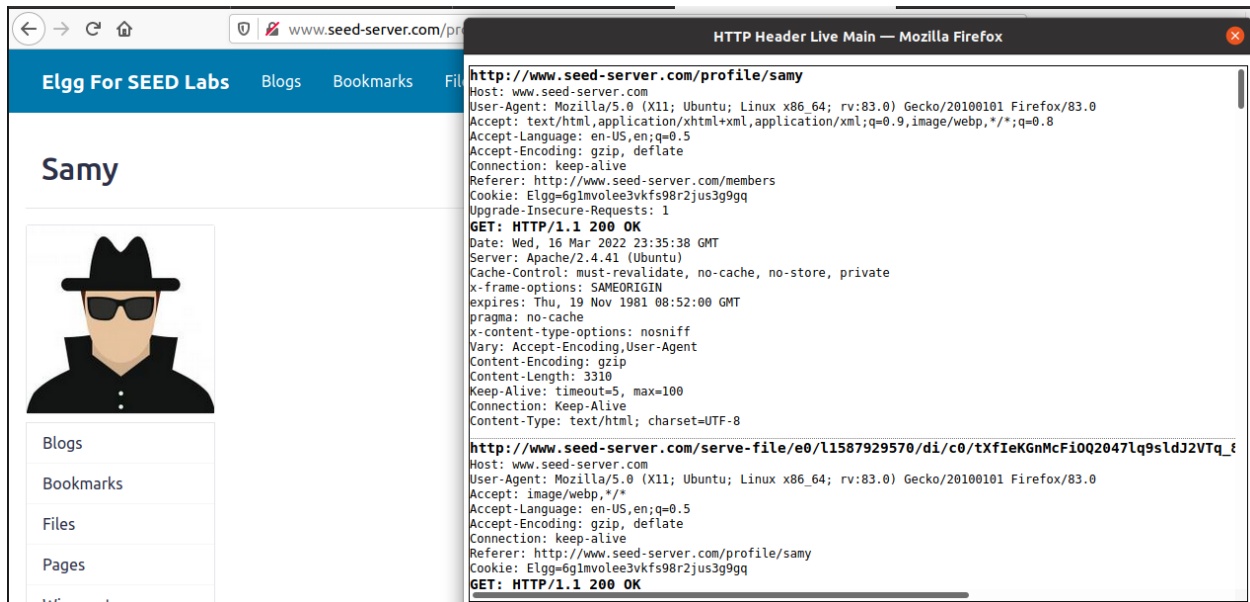 www.seed-server.com/pro
HTTP Header Live Main — Mozilla Firefox
Elgg For SEED Labs Blogs Bookmarks Fil
Samy
Blogs
Bookmarks
Files
Pages
http://www.seed-server.com/profile/samy
Host: www.seed-server.com
User-Agent: Mozilla/5.0 (X11; Ubuntu; Linux x86_64; rv:83.0) Gecko/20100101 Firefox/83.0
Accept: text/html,application/xhtml+xml,application/xml;q=0.9,image/webp,*/*;q=0.8
Accept-Language: en-US,en;q=0.5
Accept-Encoding: gzip, deflate
Connection: keep-alive
Referer: http://www.seed-server.com/members
Cookie: Elgg=6g1mvolee3vkfs98r2jus3g9gq
Upgrade-Insecure-Requests: 1
GET: HTTP/1.1 200 OK
Date: Wed, 16 Mar 2022 23:35:38 GMT
Server: Apache/2.4.41 (Ubuntu)
Cache-Control: must-revalidate, no-cache, no-store, private
x-frame-options: SAMEORIGIN
expires: Thu, 19 Nov 1981 08:52:00 GMT
pragma: no-cache
x-content-type-options: nosniff
Vary: Accept-Encoding,User-Agent
Content-Encoding: gzip
Content-Length: 3310
Keep-Alive: timeout=5, max=100
Connection: Keep-Alive
Content-Type: text/html; charset=UTF-8
http://www.seed-server.com/serve-file/e0/l1587929570/di/c0/tXfIeKGnMcFiOQ2047lq9sldJ2VTq_8
Host: www.seed-server.com
User-Agent: Mozilla/5.0 (X11; Ubuntu; Linux x86_64; rv:83.0) Gecko/20100101 Firefox/83.0
Accept: image/webp,*/*
Accept-Language: en-US,en;q=0.5
Accept-Encoding: gzip, deflate
Connection: keep-alive
Referer: http://www.seed-server.com/profile/samy
Cookie: Elgg=6g1mvolee3vkfs98r2jus3g9gq
GET: HTTP/1.1 200 OK